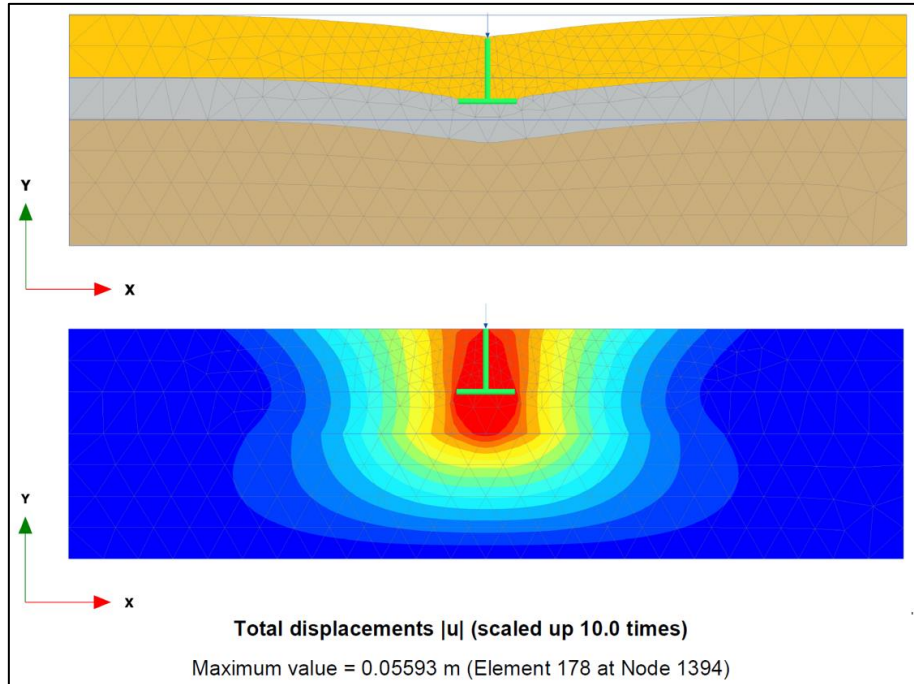 Y
X
Y
X
Total displacements |u| (scaled up 10.0 times)
Maximum value = 0.05593 m (Element 178 at Node 1394)